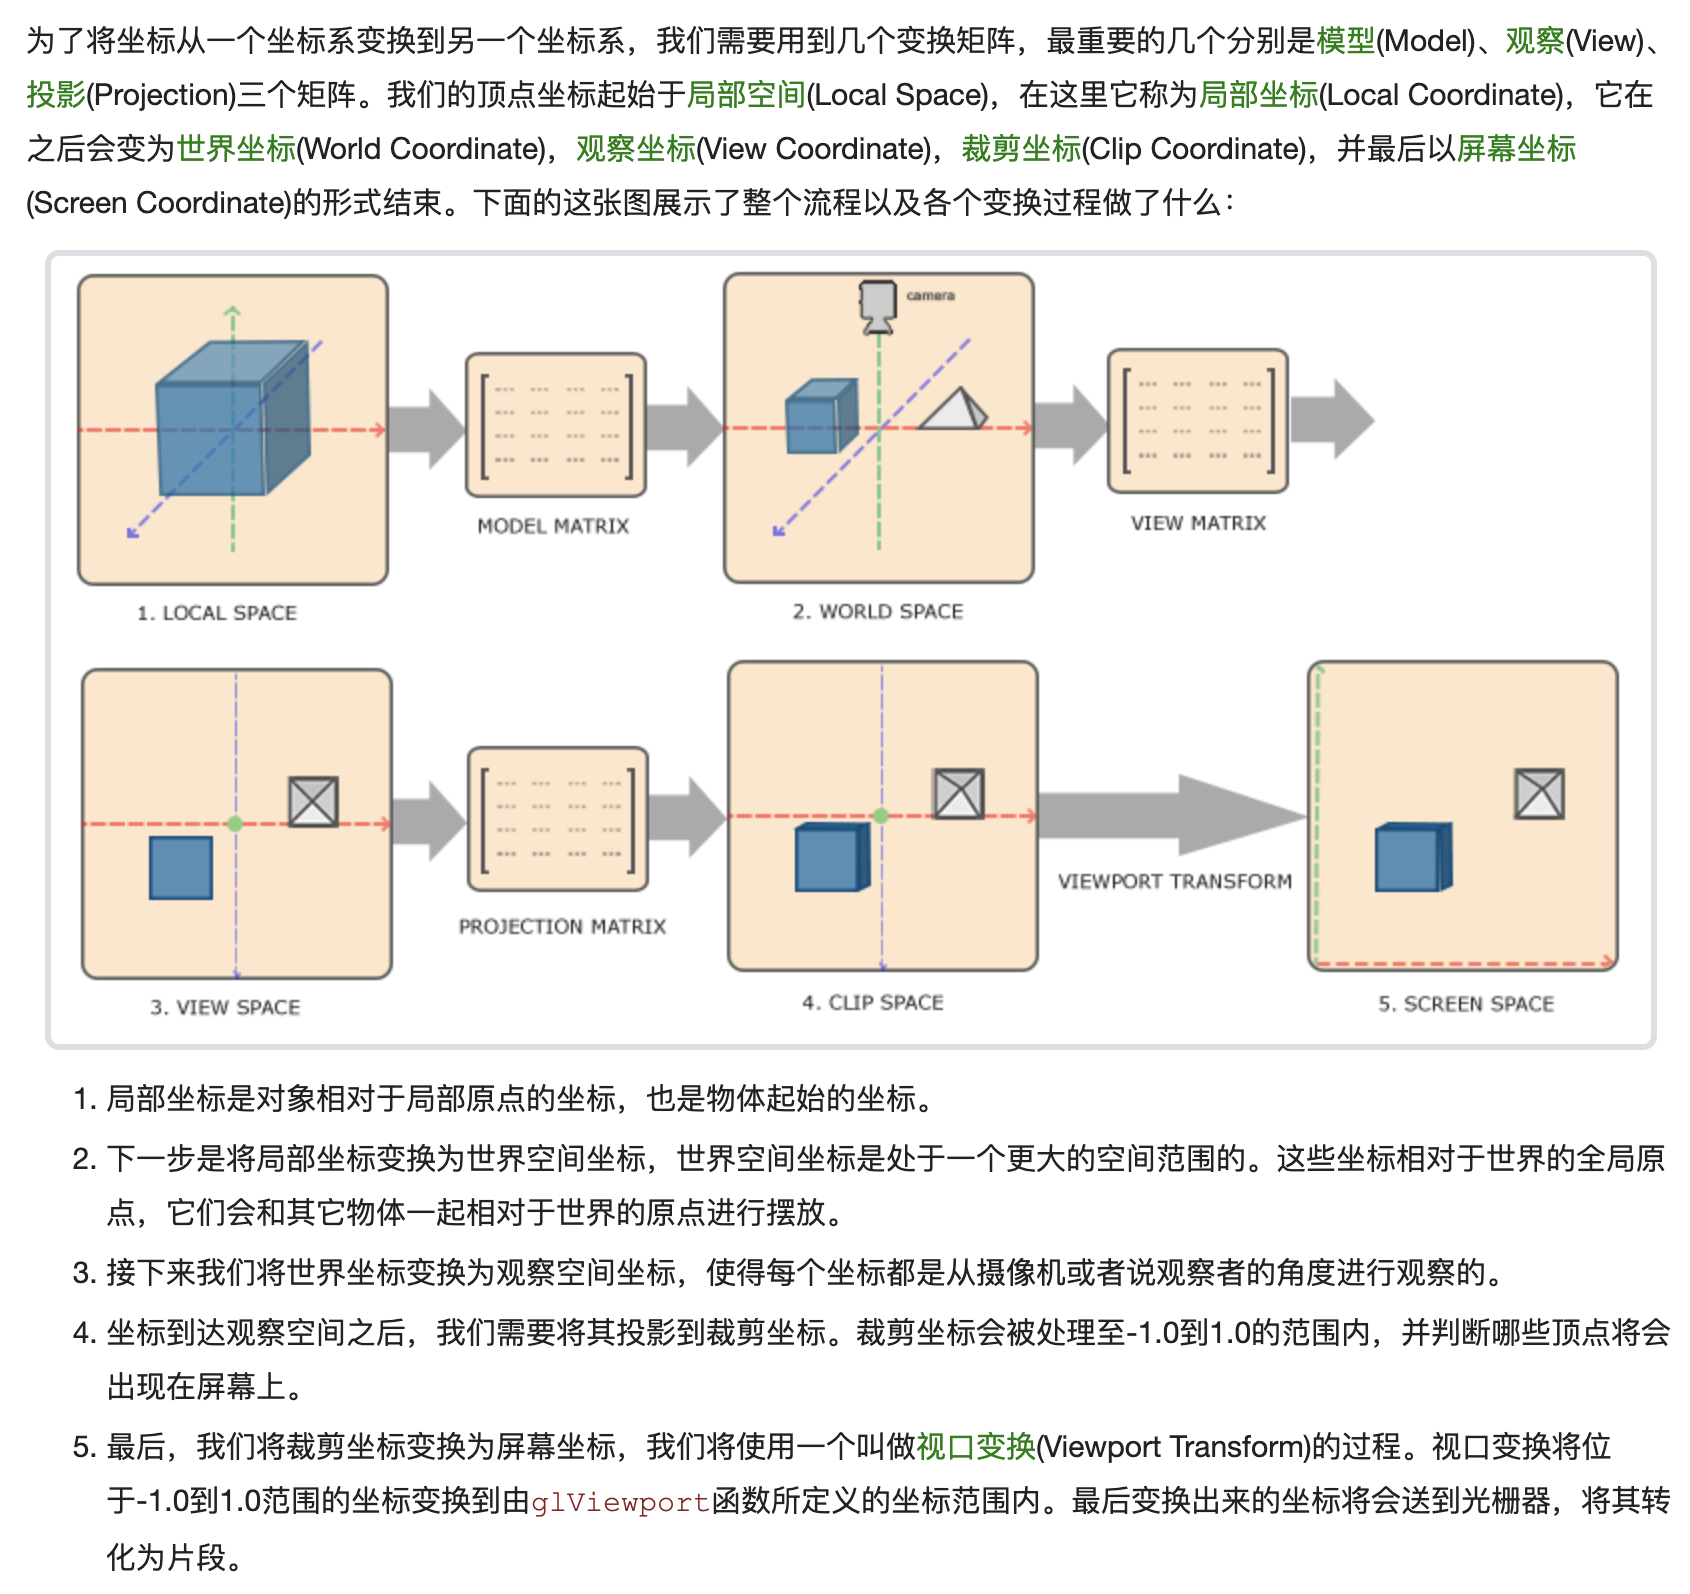 为了将坐标从一个坐标系变换到另一个坐标系，我们需要用到几个变换矩阵，最重要的几个分别是模型(Model)、观察(View)、
投影(Projection)三个矩阵。我们的顶点坐标起始于局部空间(Local Space)，在这里它称为局部坐标(Local Coordinate)，它在
之后会变为世界坐标(World Coordinate)，观察坐标(View Coordinate)，裁剪坐标(Clip Coordinate)，并最后以屏幕坐标
(Screen Coordinate)的形式结束。下面的这张图展示了整个流程以及各个变换过程做了什么：
camera
MODEL MATRIX
VIEW MATRIX
1. LOCAL SPACE
2. WORLD SPACE
VIEWPORT TRANSFORM
PROJECTION MATRIX
3. VIEW SPACE
4. CLIP SPACE
5. SCREEN SPACE
1. 局部坐标是对象相对于局部原点的坐标，也是物体起始的坐标。
2. 下一步是将局部坐标变换为世界空间坐标，世界空间坐标是处于一个更大的空间范围的。这些坐标相对于世界的全局原
点，它们会和其它物体一起相对于世界的原点进行摆放。
3. 接下来我们将世界坐标变换为观察空间坐标，使得每个坐标都是从摄像机或者说观察者的角度进行观察的。
4. 坐标到达观察空间之后，我们需要将其投影到裁剪坐标。裁剪坐标会被处理至-1.0到1.0的范围内，并判断哪些顶点将会
出现在屏幕上。
5. 最后，我们将裁剪坐标变换为屏幕坐标，我们将使用一个叫做视口变换(Viewport Transform)的过程。视口变换将位
于-1.0到1.0范围的坐标变换到由glViewport函数所定义的坐标范围内。最后变换出来的坐标将会送到光栅器，将其转
化为片段。